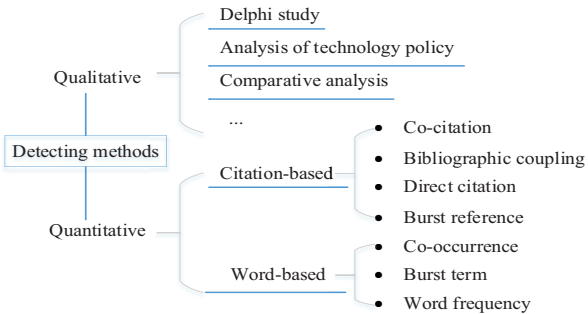 Delphi study
Analysis of technology policy
Qualitative
Comparative analysis
...
Detecting methods
Co-citation
Bibliographic coupling
Citation-based
Direct citation
Burst reference
Quantitative
Co-occurrence
Word-based
Burst term
Word frequency